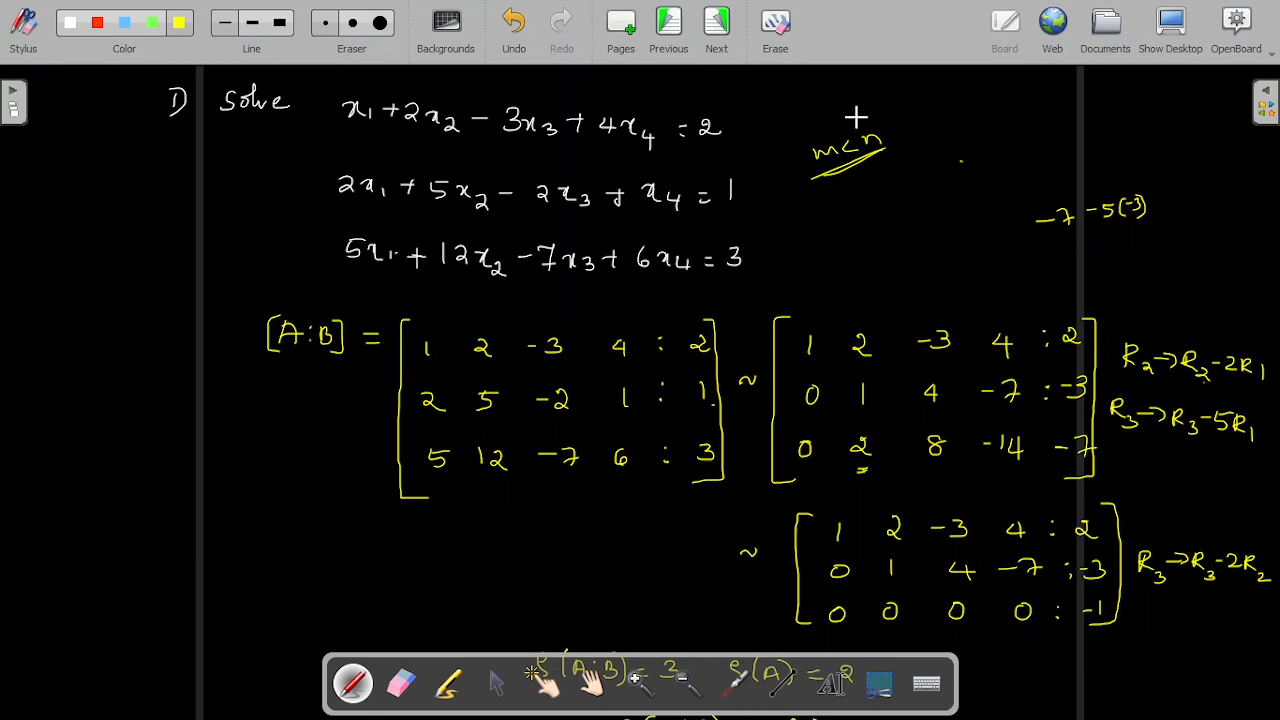 Stylus Color Line Eraser Backgrounds Undo Redo Pages Previous Next Erase Board Web Documents Show Desktop OpenBoard
1) Solve x₁ + 2x₂ - 3x₃ + 4x₄ = 2
m<n
2x₁ + 5x₂ - 2x₃ + x₄ = 1
-7 -5(-3)
5x₁ + 12x₂ - 7x₃ + 6x₄ = 3
[A:B] = [1 2 -3 4 : 2 ~ [1 2 -3 4 : 2] R₂→R₂-2R₁
2 5 -2 1 : 1 0 1 4 -7 : -3 R₃→R₃-5R₁
5 12 -7 6 : 3] 0 2 8 -14 -7
~ [1 2 -3 4 : 2]
0 1 4 -7 : -3 R₃→R₃-2R₂
0 0 0 0 : -1
ρ(A:B) = 3 ρ(A) = 2